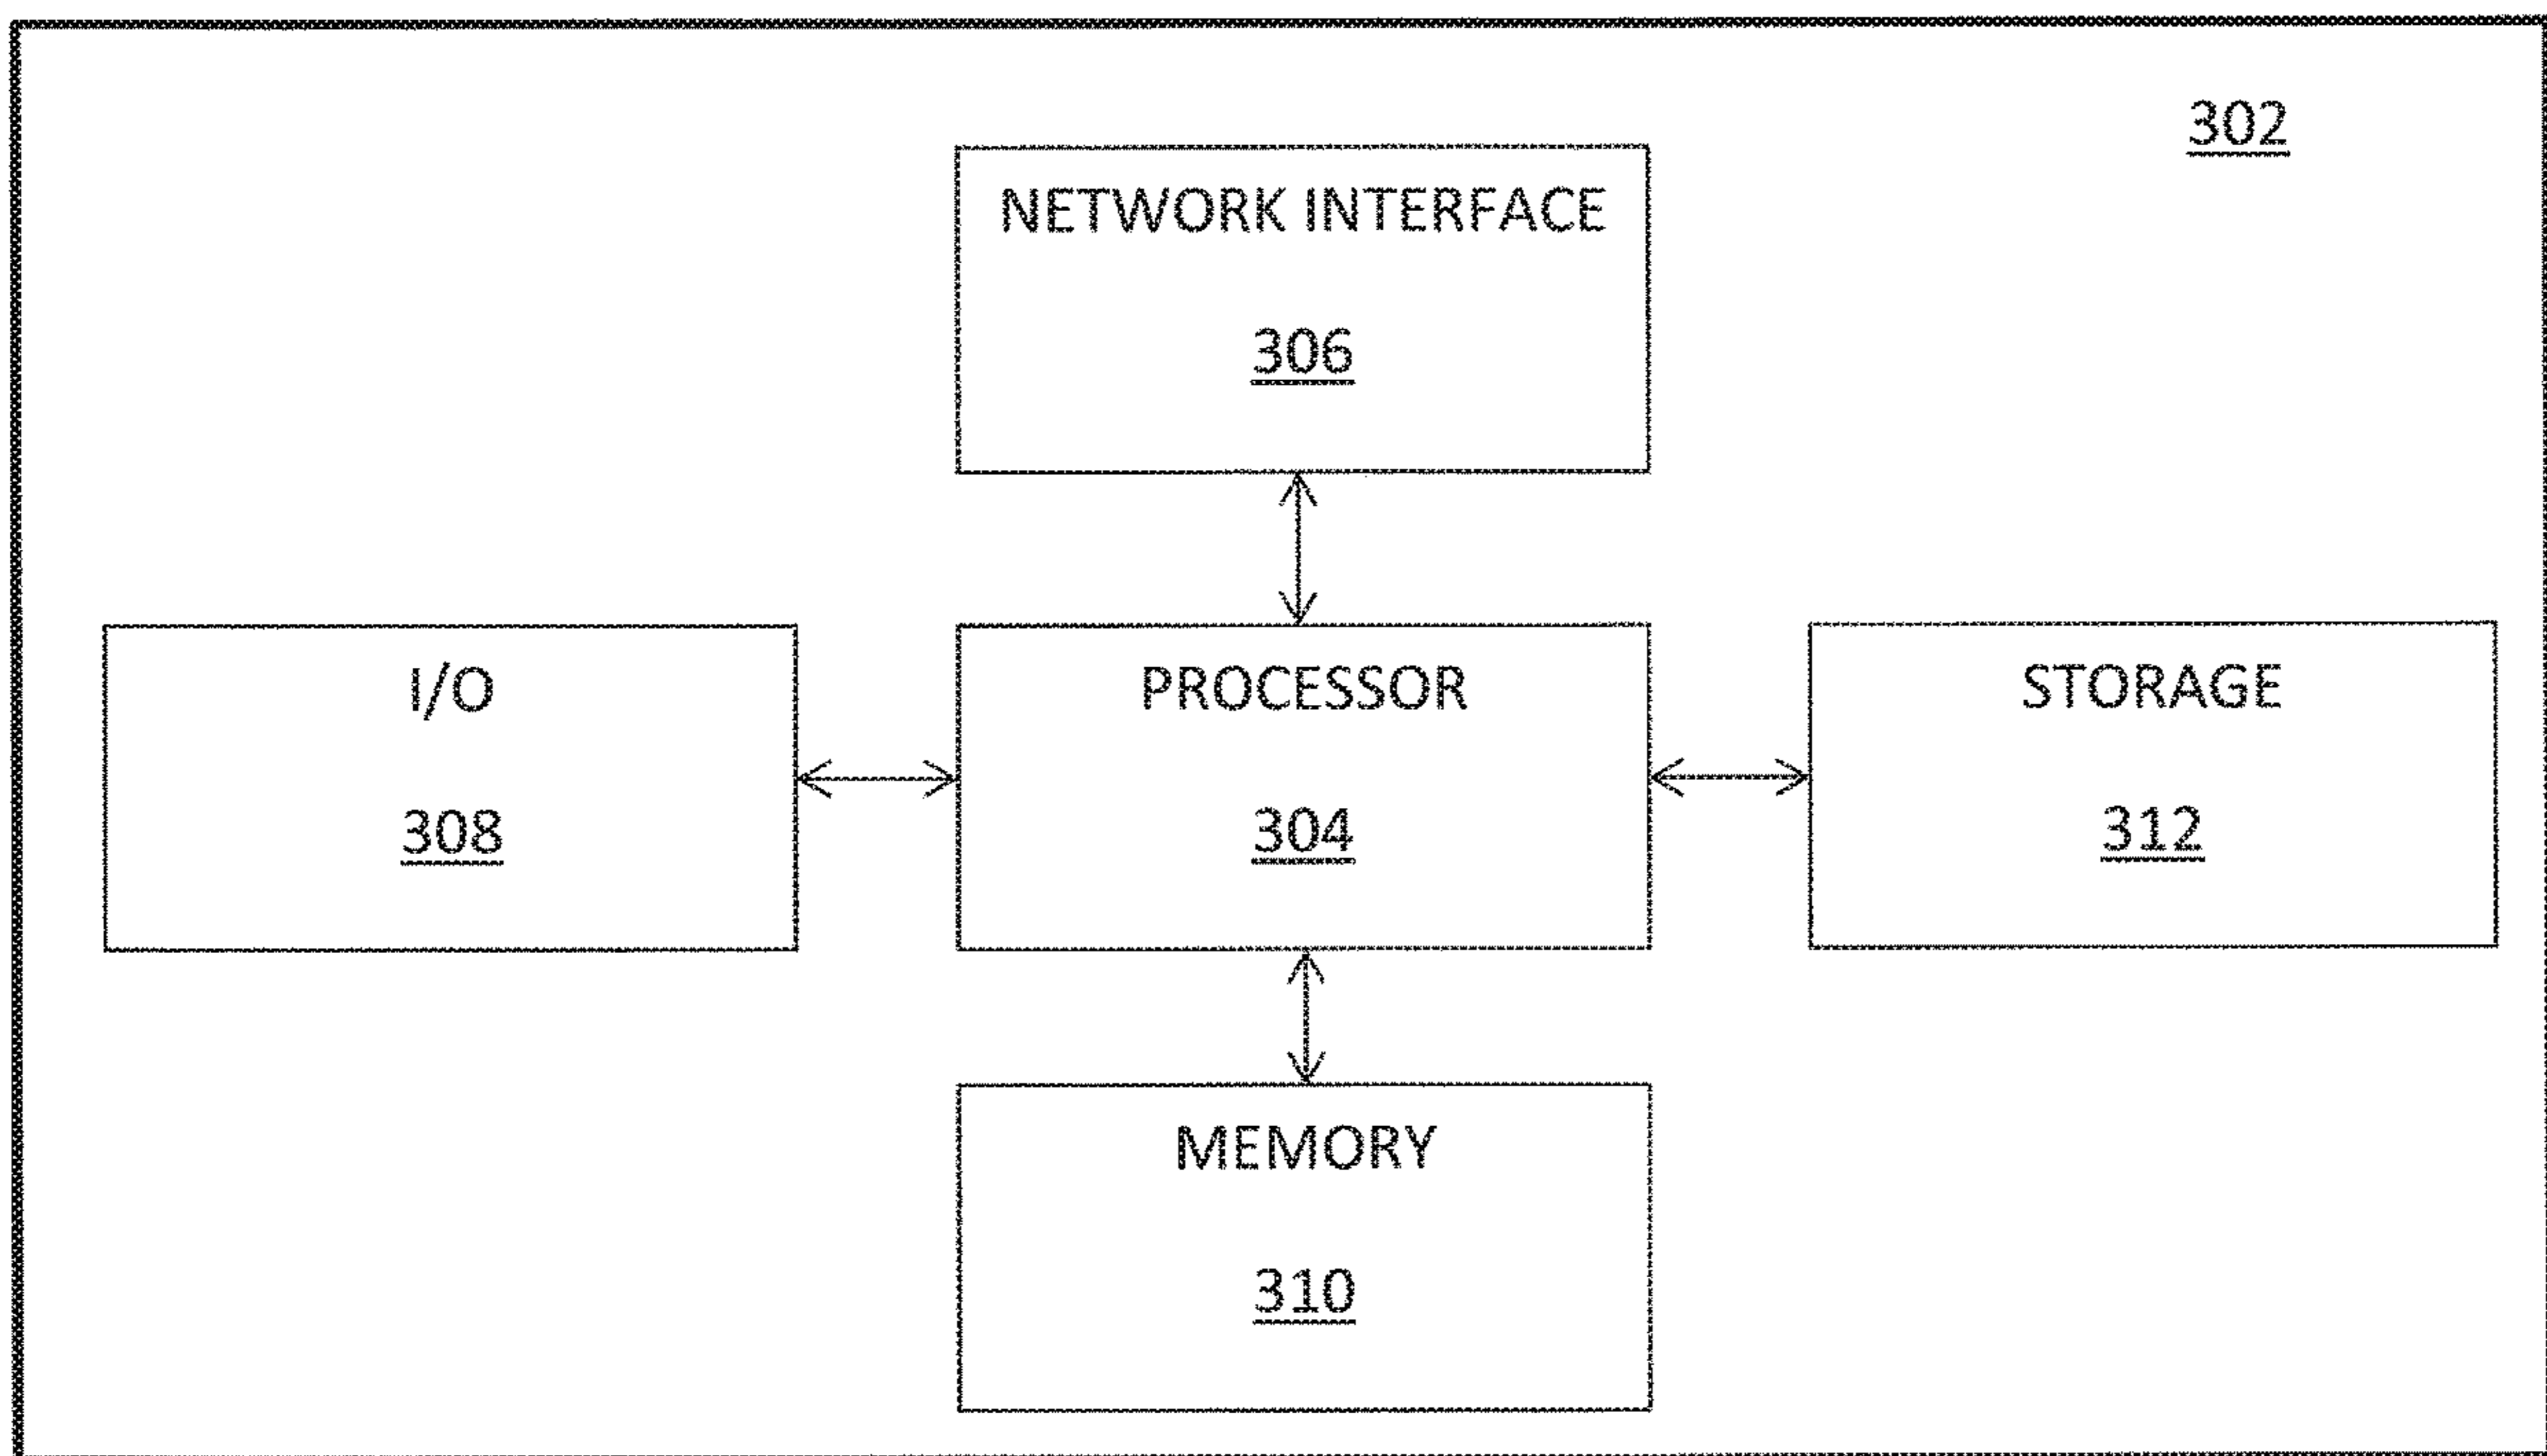 302
NETWORK INTERFACE
306
I/O
308
PROCESSOR
304
STORAGE
312
MEMORY
310